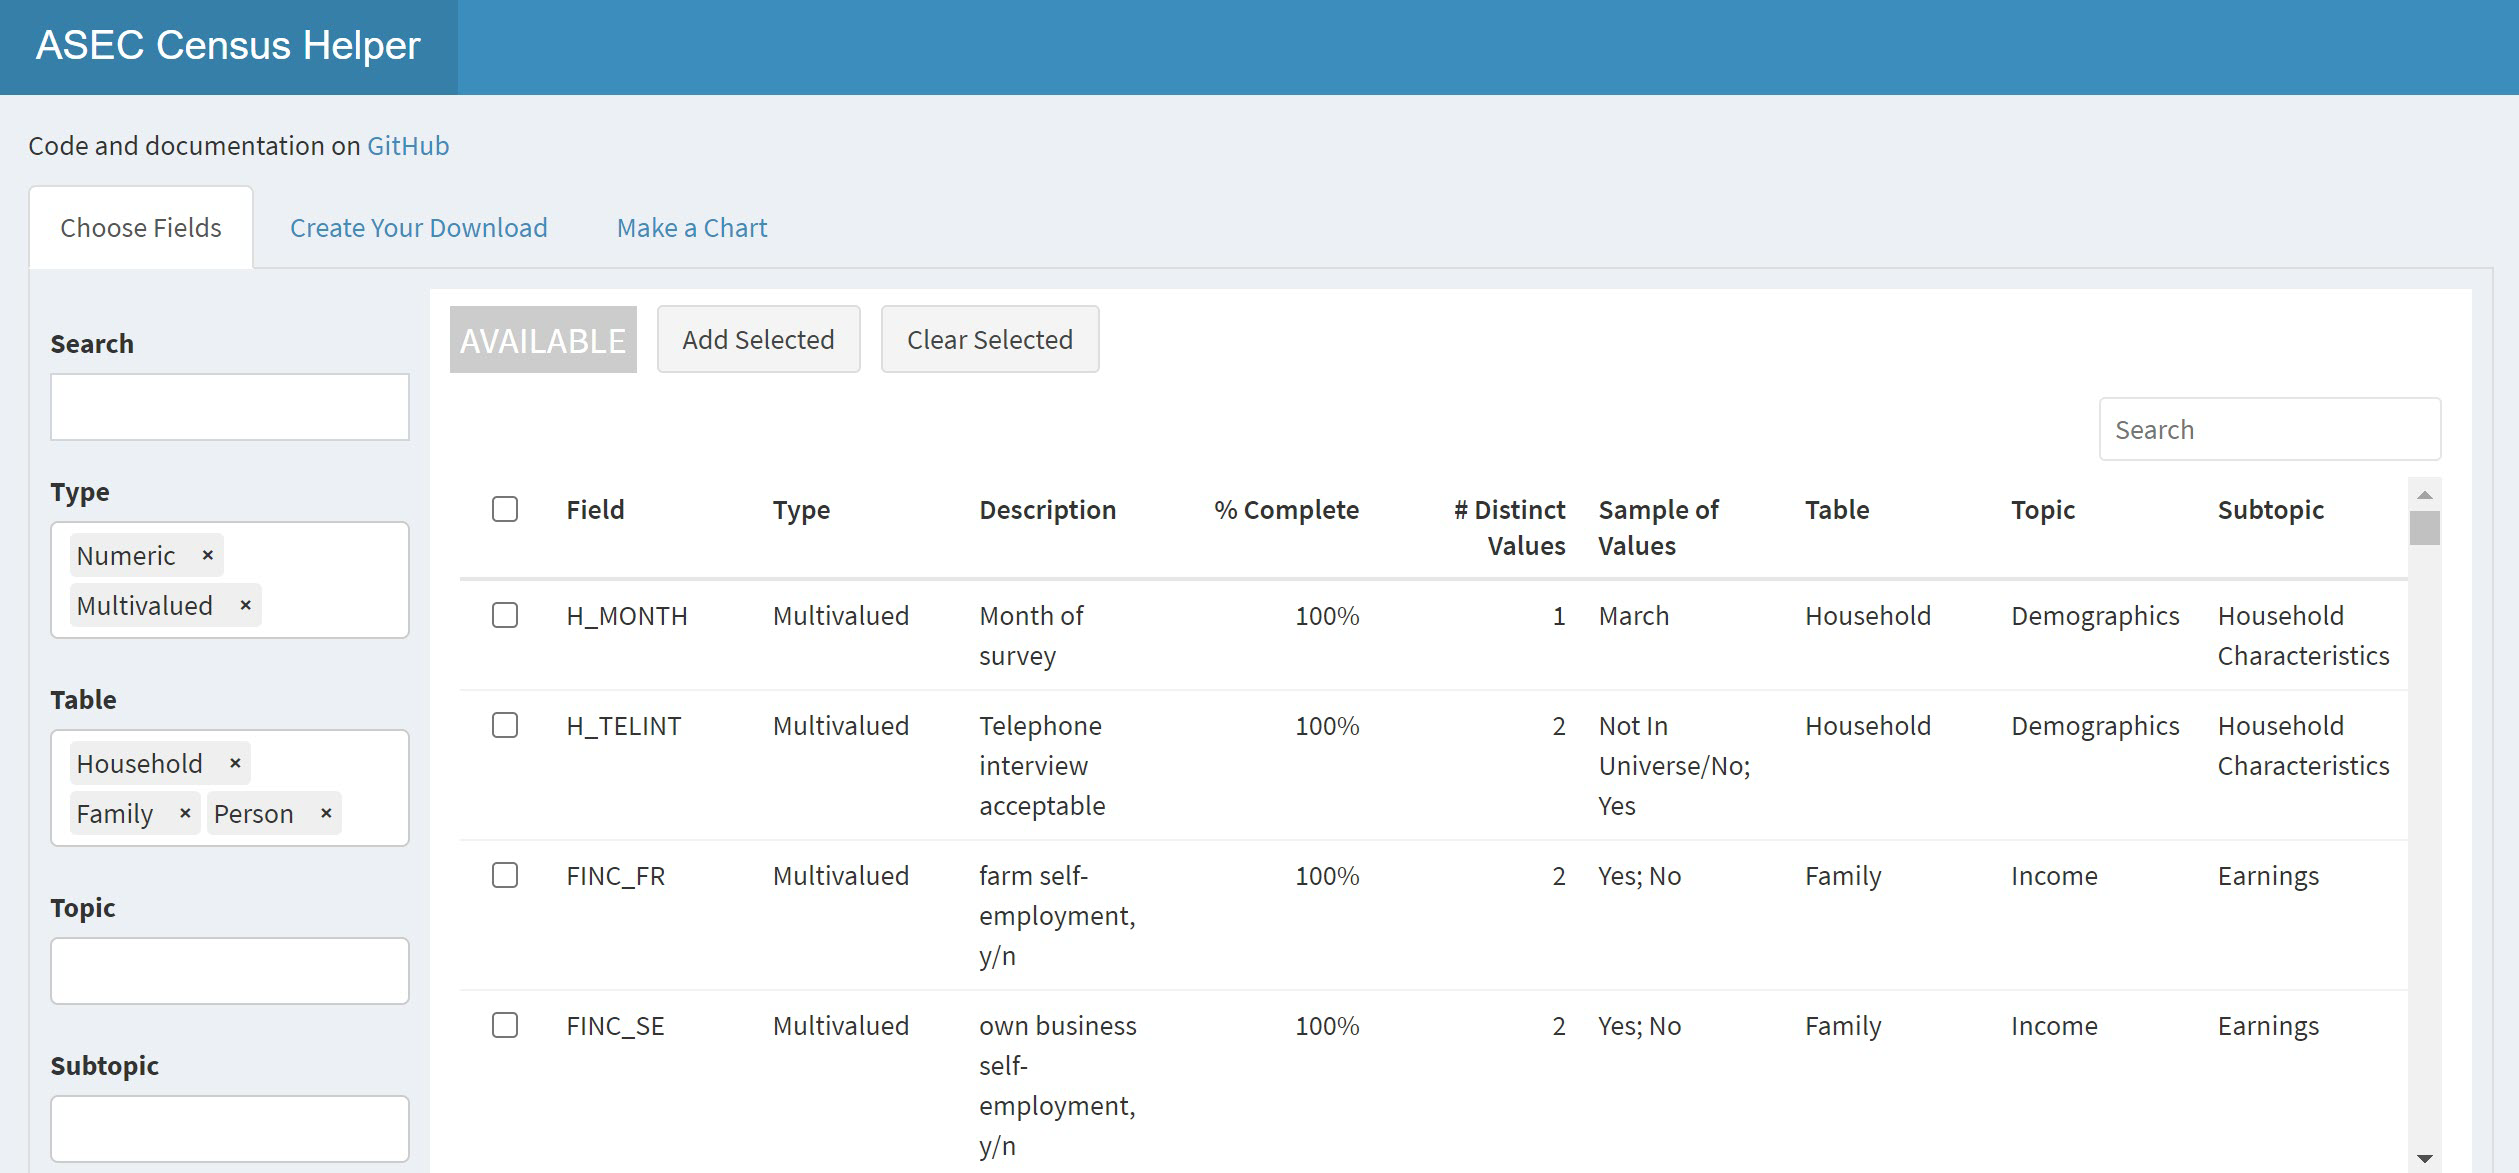 ASEC Census Helper
Code and documentation on GitHub
Choose Fields
Create Your Download
Make a Chart
Search
Type
Numeric ×
Multivalued ×
Table
Household ×
Family × Person ×
Topic
Subtopic
AVAILABLE
Add Selected
Clear Selected
Search
Field Type Description % Complete # Distinct Values Sample of Values Table Topic Subtopic
H_MONTH Multivalued Month of survey 100% 1 March Household Demographics Household Characteristics
H_TELINT Multivalued Telephone interview acceptable 100% 2 Not In Universe/No; Yes Household Demographics Household Characteristics
FINC_FR Multivalued farm self-employment, y/n 100% 2 Yes; No Family Income Earnings
FINC_SE Multivalued own business self-employment, y/n 100% 2 Yes; No Family Income Earnings